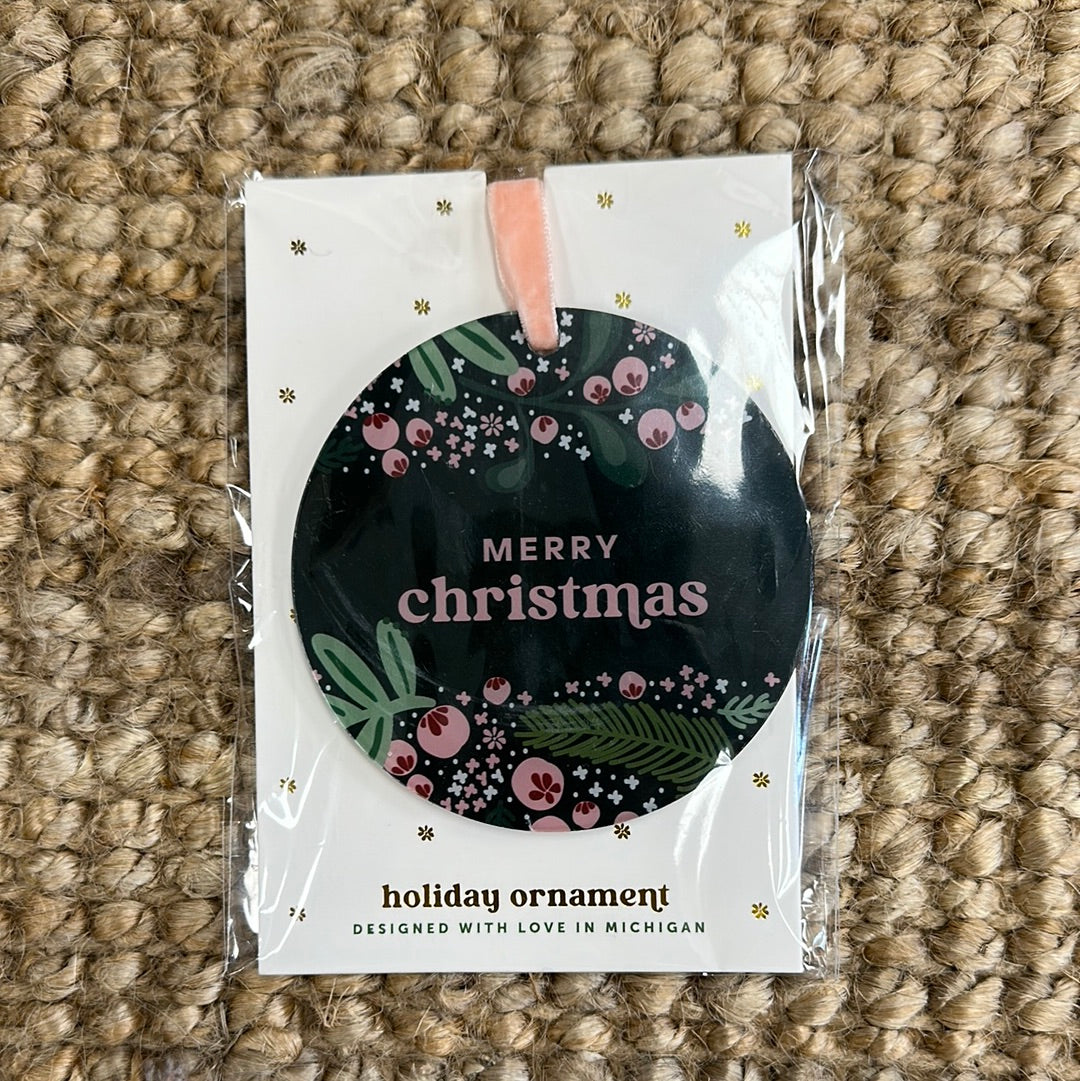 MERRY
christmas
holiday ornament
DESIGNED WITH LOVE IN MICHIGAN